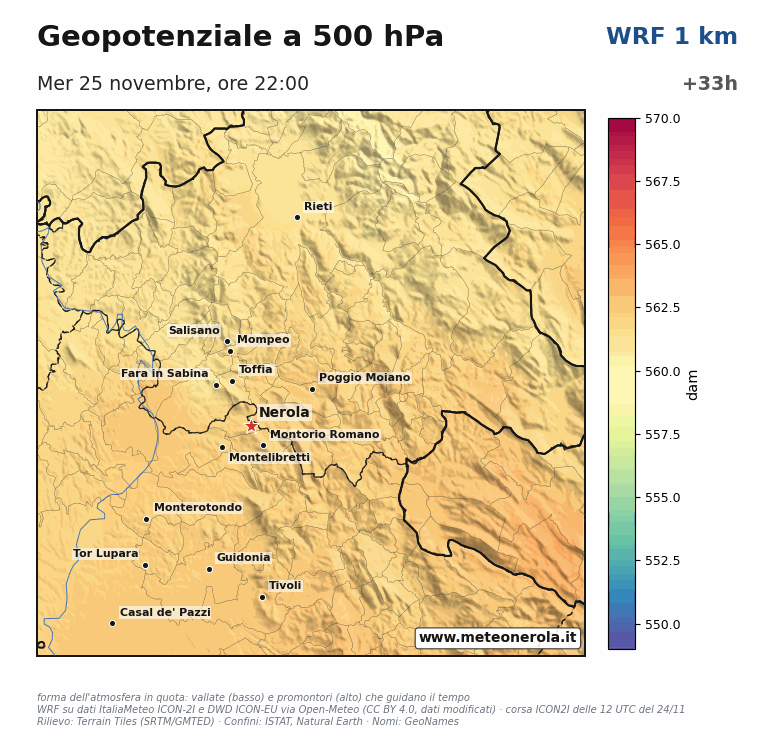 Geopotenziale a 500 hPa
WRF 1 km
Mer 25 novembre, ore 22:00
+33h
570.0
567.5
565.0
562.5
560.0
557.5
555.0
552.5
550.0
dam
Rieti
Salisano
Mompeo
Toffia
Fara in Sabina
Poggio Moiano
Nerola
Montorio Romano
Montelibretti
Monterotondo
Tor Lupara
Guidonia
Tivoli
Casal de' Pazzi
www.meteonerola.it
forma dell'atmosfera in quota: vallate (basso) e promontori (alto) che guidano il tempo
WRF su dati ItaliaMeteo ICON-2I e DWD ICON-EU via Open-Meteo (CC BY 4.0, dati modificati) · corsa ICON2I delle 12 UTC del 24/11
Rilievo: Terrain Tiles (SRTM/GMTED) · Confini: ISTAT, Natural Earth · Nomi: GeoNames